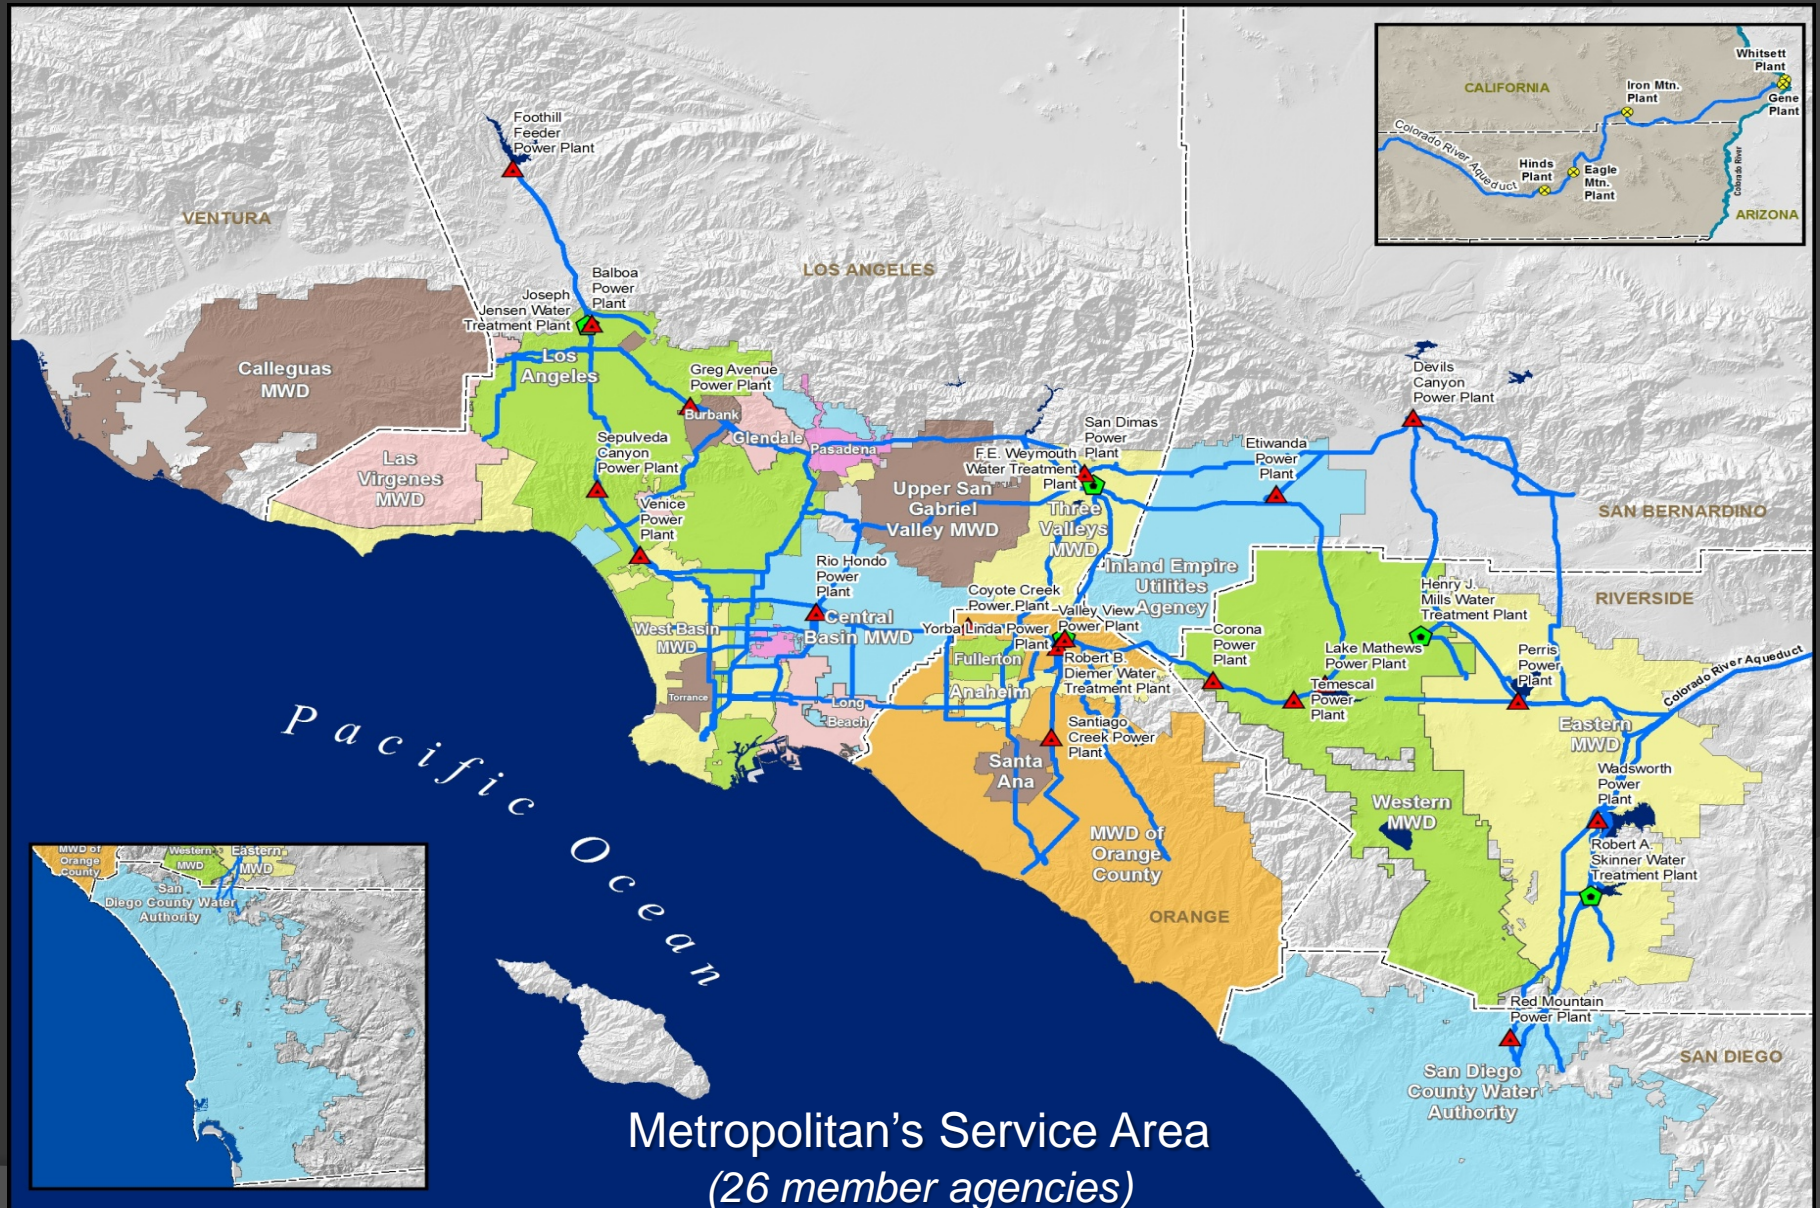 Foothill
Feeder
Power Plant
VENTURA
LOS ANGELES
Balboa
Power
Plant
Joseph
Jensen Water
Treatment Plant
Calleguas
MWD
Los
Angeles
Greg Avenue
Power Plant
Burbank
Glendale
Pasadena
Las
Virgenes
MWD
Sepulveda
Canyon
Power Plant
Venice
Power
Plant
Upper San
Gabriel
Valley MWD
San Dimas
Power
Plant
F.E. Weymouth
Water Treatment
Plant
Three
Valleys
MWD
Etiwanda
Power
Plant
Devils
Canyon
Power Plant
SAN BERNARDINO
RIVERSIDE
Inland Empire
Utilities
Agency
Rio Hondo
Power
Plant
Central
Basin MWD
West Basin
MWD
Torrance
Long
Beach
Coyote Creek
Power Plant
Valley View
Power Plant
Yorba Linda Power
Plant
Fullerton
Anaheim
Robert B.
Diemer Water
Treatment Plant
Santiago
Creek Power
Plant
Santa
Ana
MWD of
Orange
County
ORANGE
Corona
Power
Plant
Temescal
Power
Plant
Lake Mathews
Power Plant
Henry J.
Mills Water
Treatment Plant
Perris
Power
Plant
Colorado River Aqueduct
Eastern
MWD
Western
MWD
Wadsworth
Power
Plant
Robert A.
Skinner Water
Treatment Plant
Red Mountain
Power Plant
San Diego
County Water
Authority
SAN DIEGO
Pacific Ocean
CALIFORNIA
Whitsett
Plant
Gene
Plant
Iron Mtn.
Plant
Colorado River Aqueduct
Hinds
Plant
Eagle
Mtn.
Plant
Colorado River
ARIZONA
MWD of
Orange
County
Western
MWD
Eastern
MWD
San
Diego County Water
Authority
Metropolitan's Service Area
(26 member agencies)